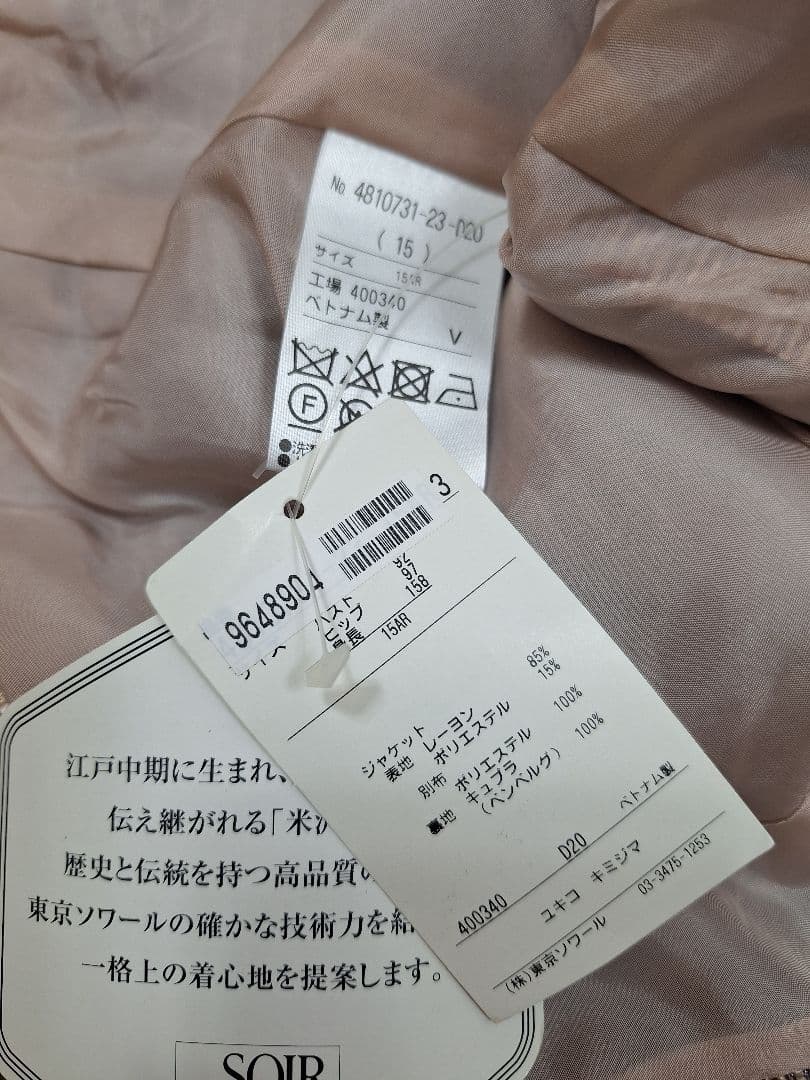 № 4810731-23-D20
( 15 )
サイズ 15AR
工場 400340
ベトナム製
V
F
3
9648904
バスト 92
ヒップ 97
身長 158
15AR
ジャケット
表地 レーヨン 85%
ポリエステル 15%
別布 ポリエステル 100%
裏地 キュプラ 100%
(ベンベルグ)
D20 ベトナム製
400340
ユキコ キミジマ
(株)東京ソワール 03-3475-1253
江戸中期に生まれ、
伝え継がれる「米沢
歴史と伝統を持つ高品質の
東京ソワールの確かな技術力を結
一格上の着心地を提案します。
SOIR